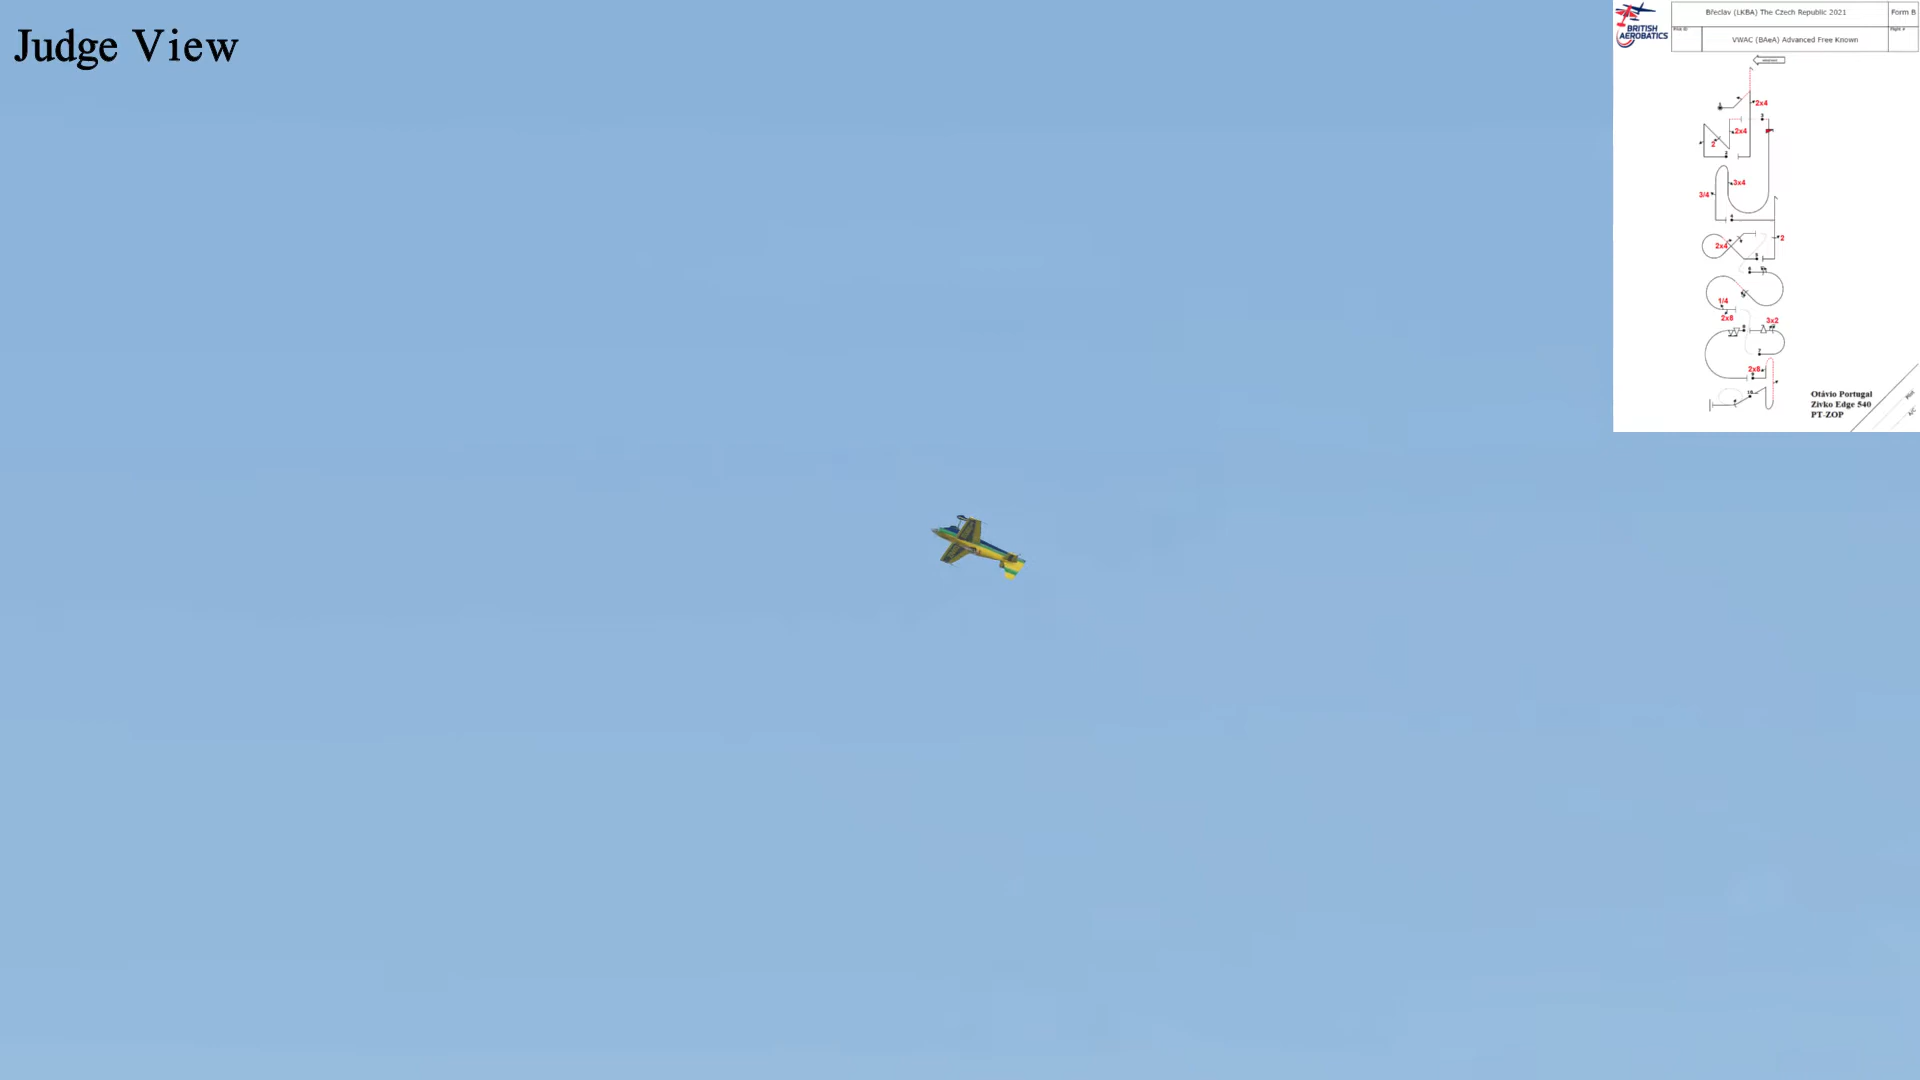 Judge View
BRITISH
AEROBATICS
Břeclav (LKBA) The Czech Republic 2021
Form B
VWAC (BAeA) Advanced Free Known
2x4
2x4
2
3x4
3/4
2
2x4
1/4
2x8
3x2
2x8
Otávio Portugal
Zivko Edge 540
PT-ZOP
Pilot
A/C